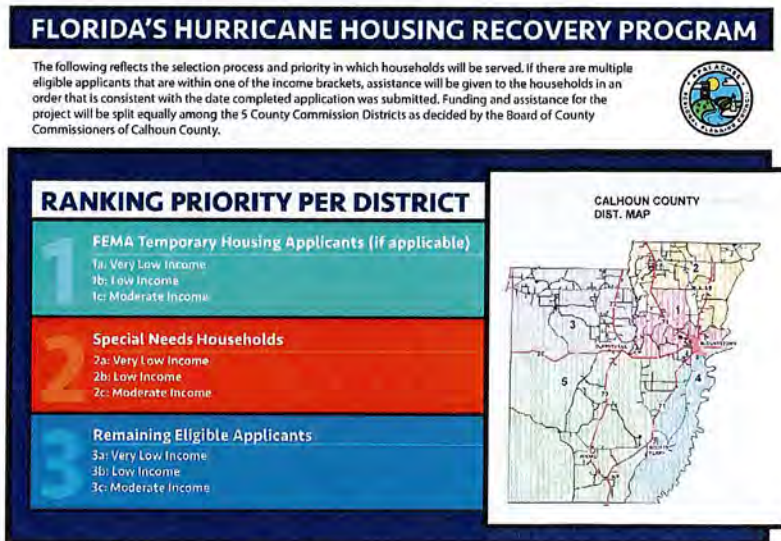 FLORIDA'S HURRICANE HOUSING RECOVERY PROGRAM
The following reflects the selection process and priority in which households will be served. If there are multiple
eligible applicants that are within one of the income brackets, assistance will be given to the households in an
order that is consistent with the date completed application was submitted. Funding and assistance for the
project will be split equally among the 5 County Commission Districts as decided by the Board of County
Commissioners of Calhoun County.
APALACHEE
REGIONAL PLANNING COUNCIL
RANKING PRIORITY PER DISTRICT
1
FEMA Temporary Housing Applicants (if applicable)
1a: Very Low Income
1b: Low Income
1c: Moderate Income
2
Special Needs Households
2a: Very Low Income
2b: Low Income
2c: Moderate Income
3
Remaining Eligible Applicants
3a: Very Low Income
3b: Low Income
3c: Moderate Income
CALHOUN COUNTY
DIST. MAP
2
1
3
5
4